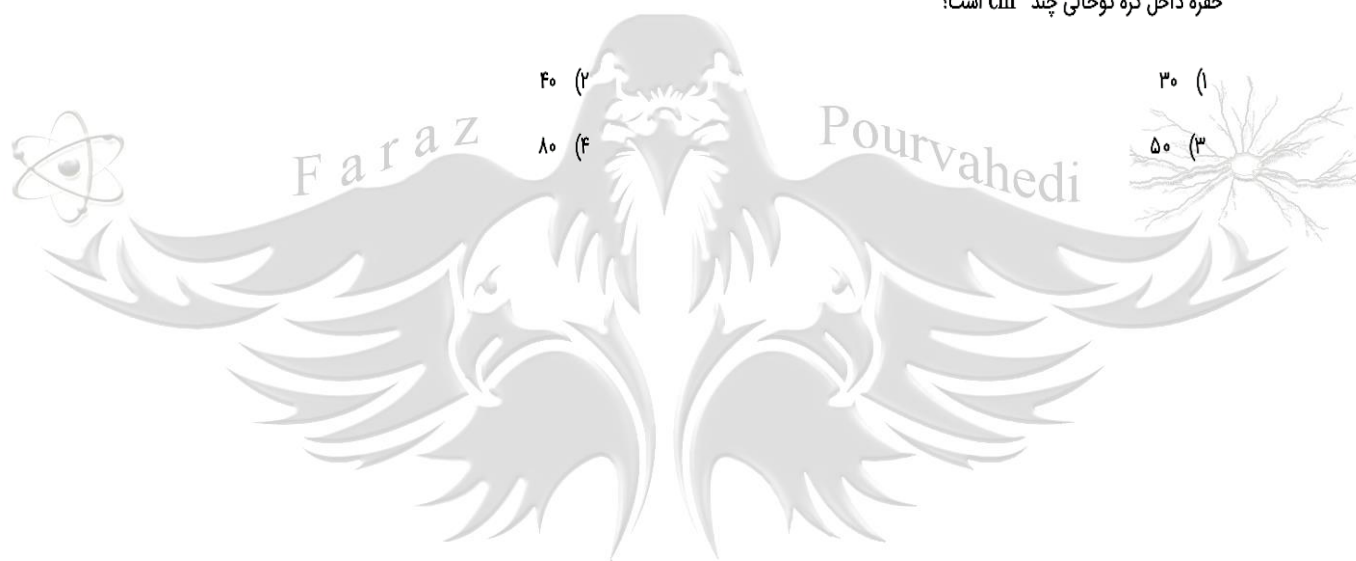 حفره داخل کره توخالی چند cm است؟
۱) ۳۰ ۲) ۴۰
۳) ۵۰ ۴) ۸۰
Faraz Pourvahedi